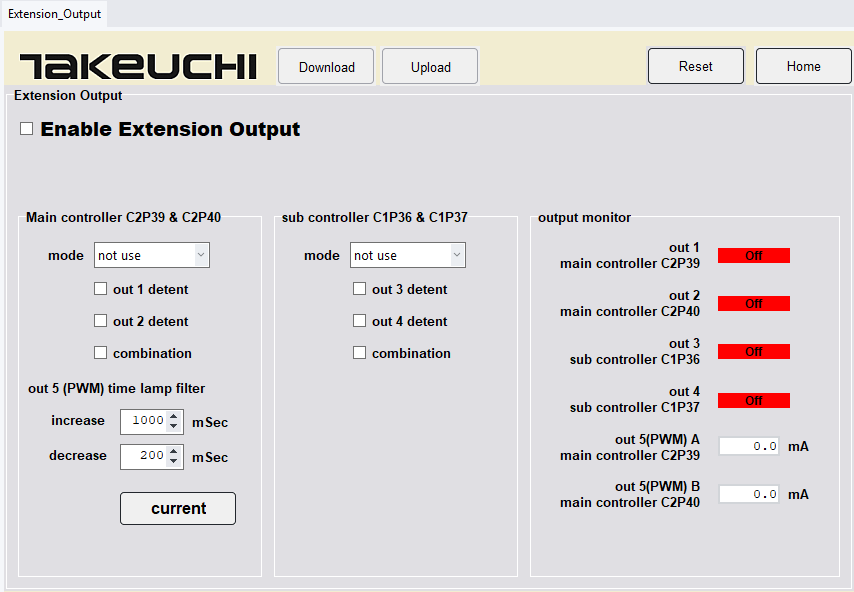 Extension_Output
TAKEUCHI
Download
Upload
Reset
Home
Extension Output
Enable Extension Output
Main controller C2P39 & C2P40
mode not use
out 1 detent
out 2 detent
combination
out 5 (PWM) time lamp filter
increase 1000 mSec
decrease 200 mSec
current
sub controller C1P36 & C1P37
mode not use
out 3 detent
out 4 detent
combination
output monitor
out 1
main controller C2P39 Off
out 2
main controller C2P40 Off
out 3
sub controller C1P36 Off
out 4
sub controller C1P37 Off
out 5(PWM) A
main controller C2P39 0.0 mA
out 5(PWM) B
main controller C2P40 0.0 mA